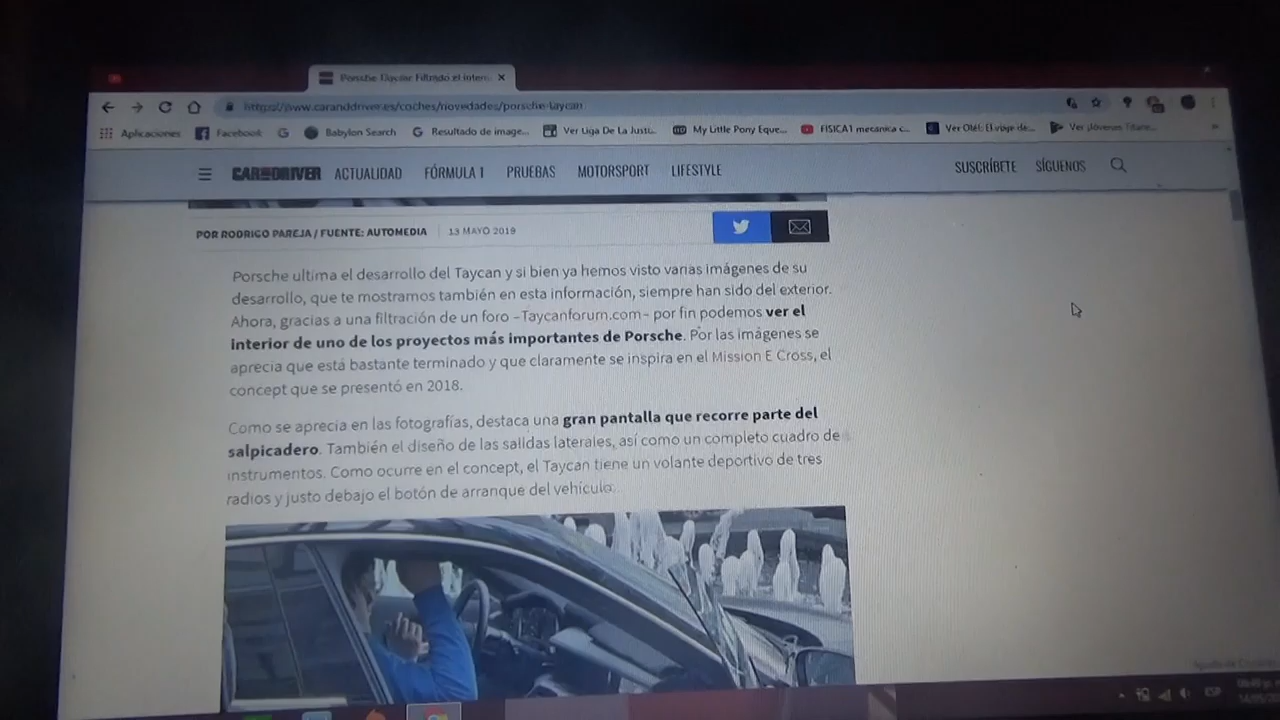 Porsche Taycan: Filtrado el interi...
https://www.caranddriver.es/coches/novedades/porsche-taycan
Aplicaciones Facebook Babylon Search Resultado de image... Ver Liga De La Justi... My Little Pony Eque... FISICA1 mecanica c...
CAR AND DRIVER ACTUALIDAD FÓRMULA 1 PRUEBAS MOTORSPORT LIFESTYLE SUSCRÍBETE SÍGUENOS
POR RODRIGO PAREJA / FUENTE: AUTOMEDIA 13 MAYO 2019
Porsche ultima el desarrollo del Taycan y si bien ya hemos visto varias imágenes de su
desarrollo, que te mostramos también en esta información, siempre han sido del exterior.
Ahora, gracias a una filtración de un foro –Taycanforum.com– por fin podemos ver el
interior de uno de los proyectos más importantes de Porsche. Por las imágenes se
aprecia que está bastante terminado y que claramente se inspira en el Mission E Cross, el
concept que se presentó en 2018.
Como se aprecia en las fotografías, destaca una gran pantalla que recorre parte del
salpicadero. También el diseño de las salidas laterales, así como un completo cuadro de
instrumentos. Como ocurre en el concept, el Taycan tiene un volante deportivo de tres
radios y justo debajo el botón de arranque del vehículo.